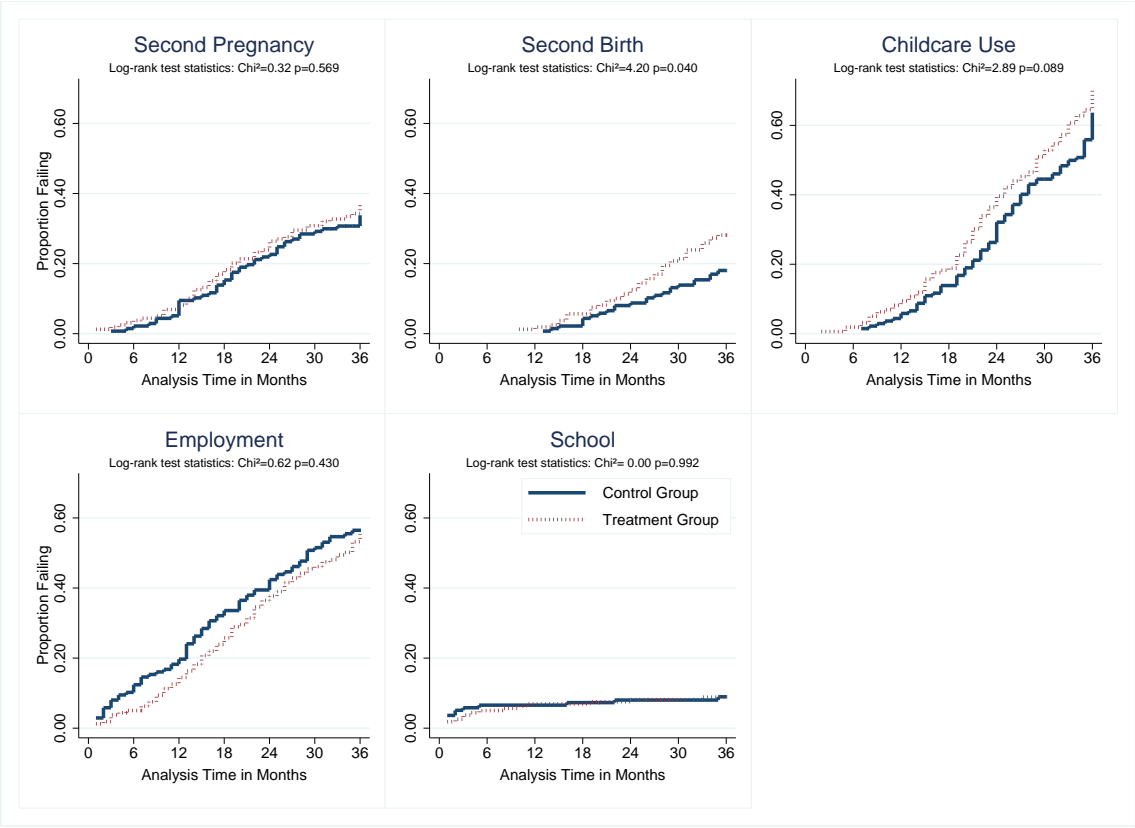 Second Pregnancy
Log-rank test statistics: Chi²=0.32 p=0.569
Proportion Failing
0.60
0.40
0.20
0.00
0 6 12 18 24 30 36
Analysis Time in Months
Second Birth
Log-rank test statistics: Chi²=4.20 p=0.040
0.60
0.40
0.20
0.00
0 6 12 18 24 30 36
Analysis Time in Months
Childcare Use
Log-rank test statistics: Chi²=2.89 p=0.089
0.60
0.40
0.20
0.00
0 6 12 18 24 30 36
Analysis Time in Months
Employment
Log-rank test statistics: Chi²=0.62 p=0.430
Proportion Failing
0.60
0.40
0.20
0.00
0 6 12 18 24 30 36
Analysis Time in Months
School
Log-rank test statistics: Chi²= 0.00 p=0.992
Control Group
Treatment Group
0.60
0.40
0.20
0.00
0 6 12 18 24 30 36
Analysis Time in Months